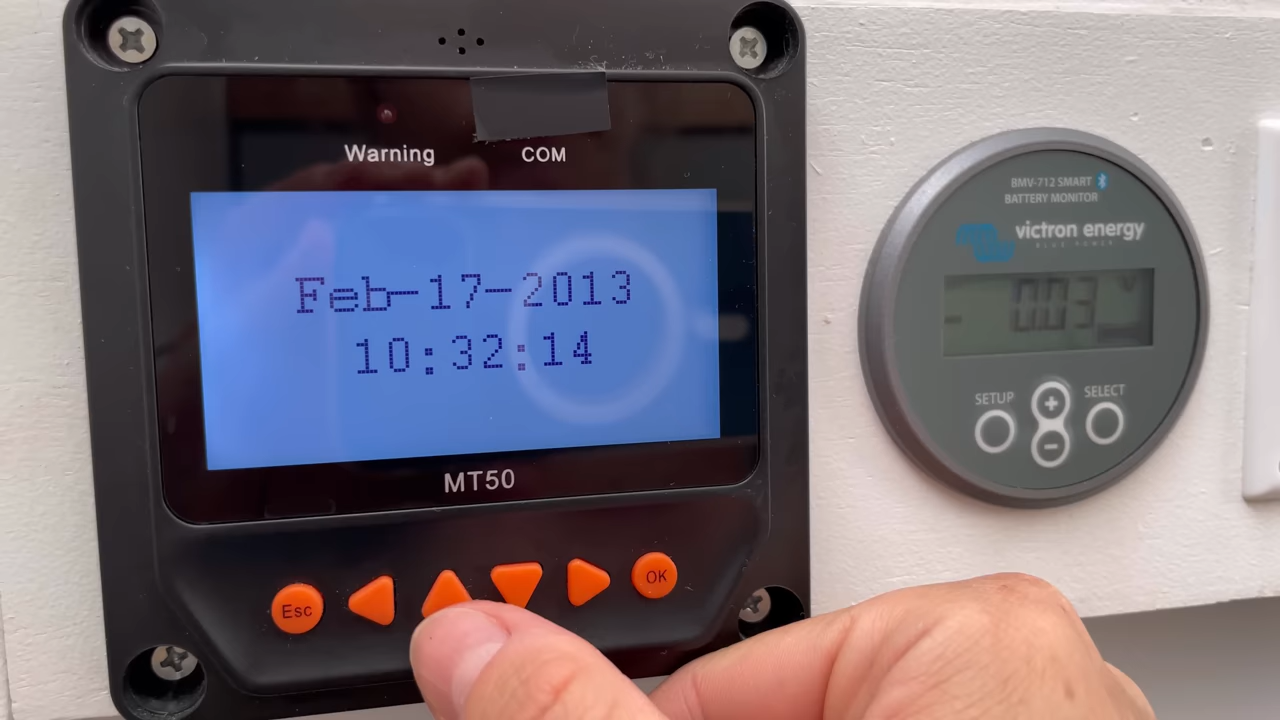 Warning
COM
Feb-17-2013
10:32:14
MT50
Esc
OK
BMV-712 SMART
BATTERY MONITOR
victron energy
BLUE POWER
003
SETUP
+
SELECT
-